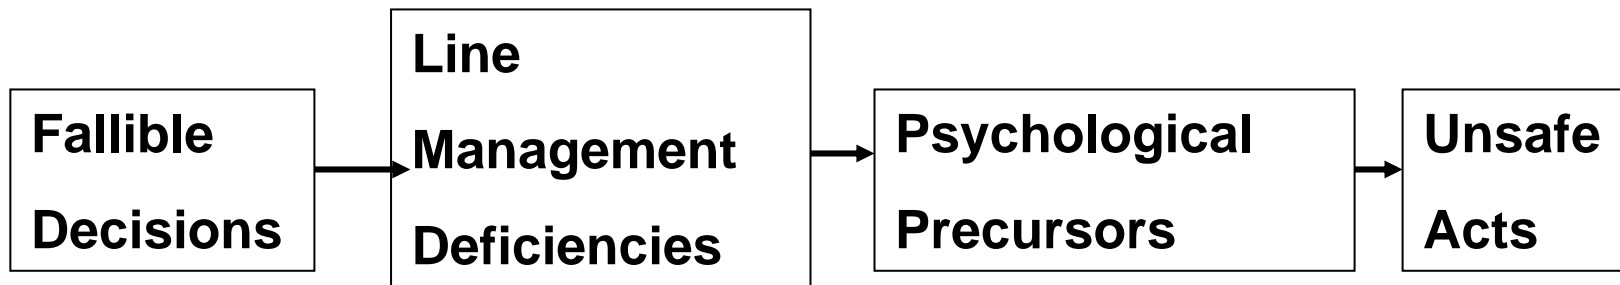 Fallible
Decisions
Line
Management
Deficiencies
Psychological
Precursors
Unsafe
Acts